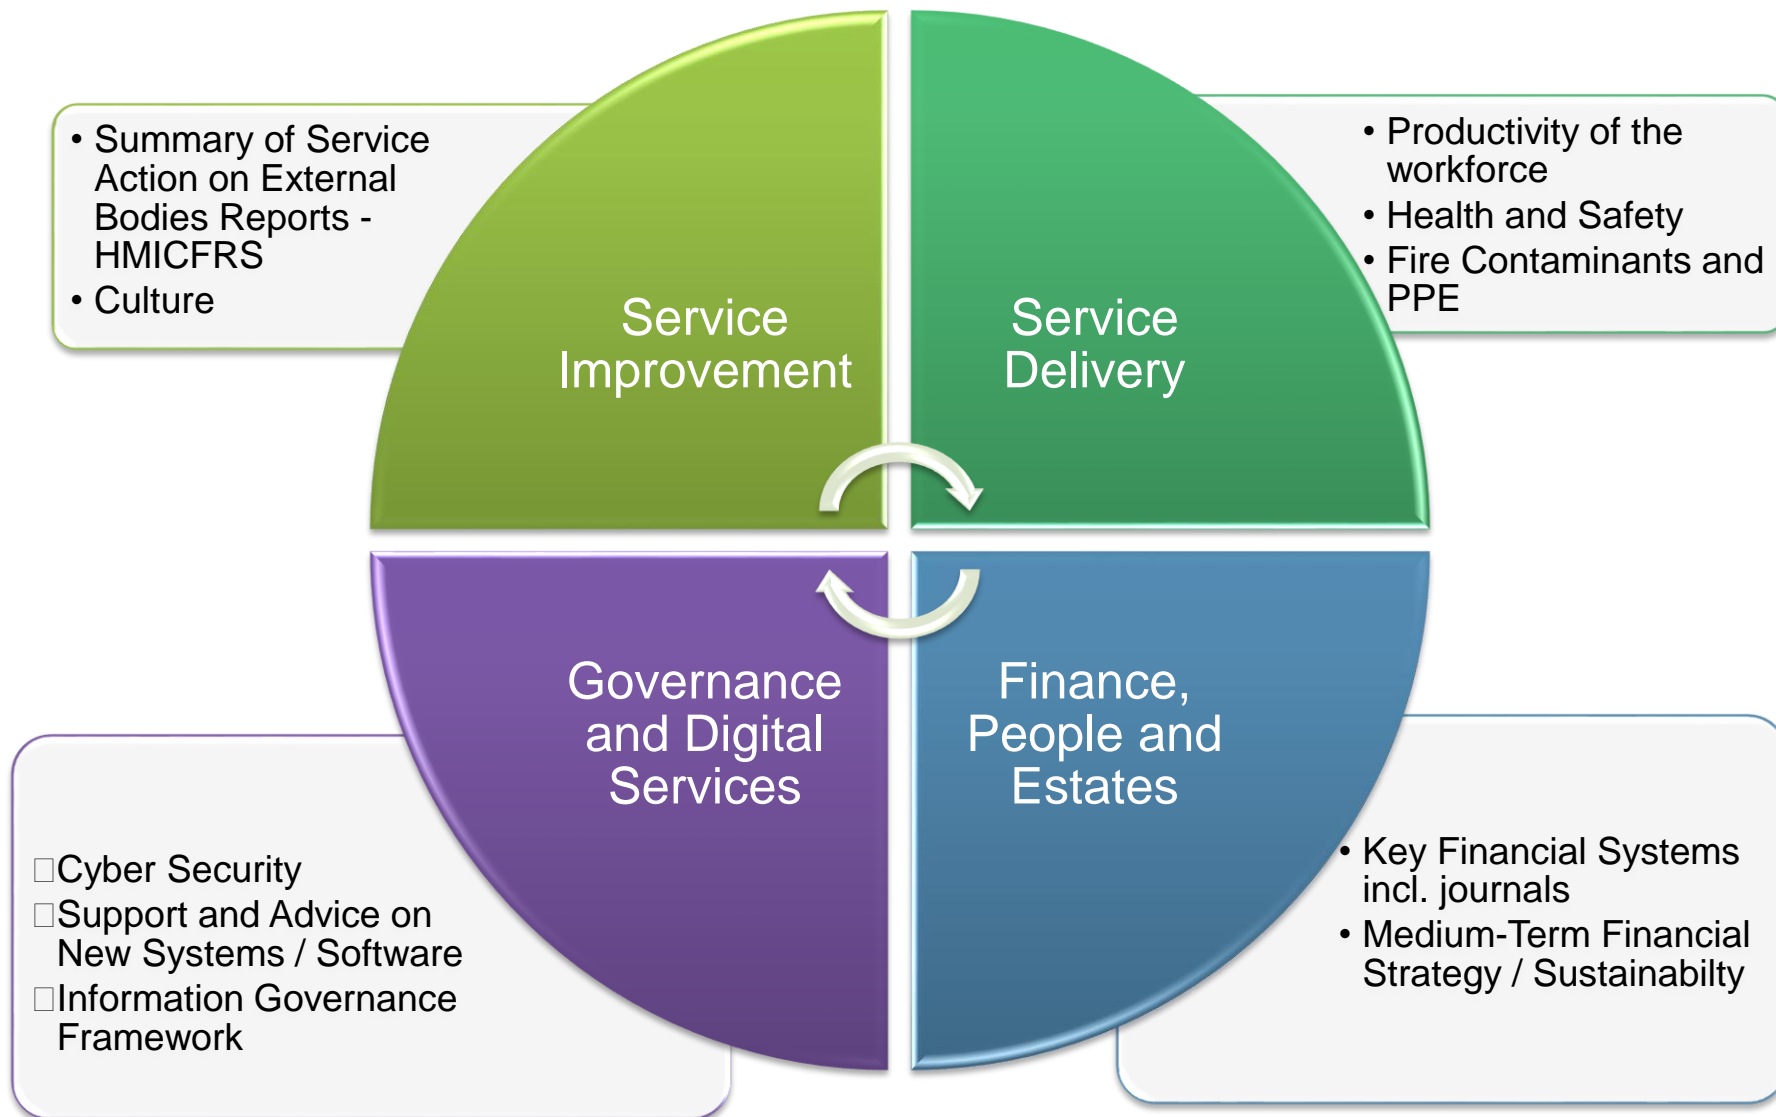 • Summary of Service
Action on External
Bodies Reports -
HMICFRS
• Culture
Service
Improvement
Service
Delivery
• Productivity of the
workforce
• Health and Safety
• Fire Contaminants and
PPE
Governance
and Digital
Services
Finance,
People and
Estates
□Cyber Security
□Support and Advice on
New Systems / Software
□Information Governance
Framework
• Key Financial Systems
incl. journals
• Medium-Term Financial
Strategy / Sustainabilty